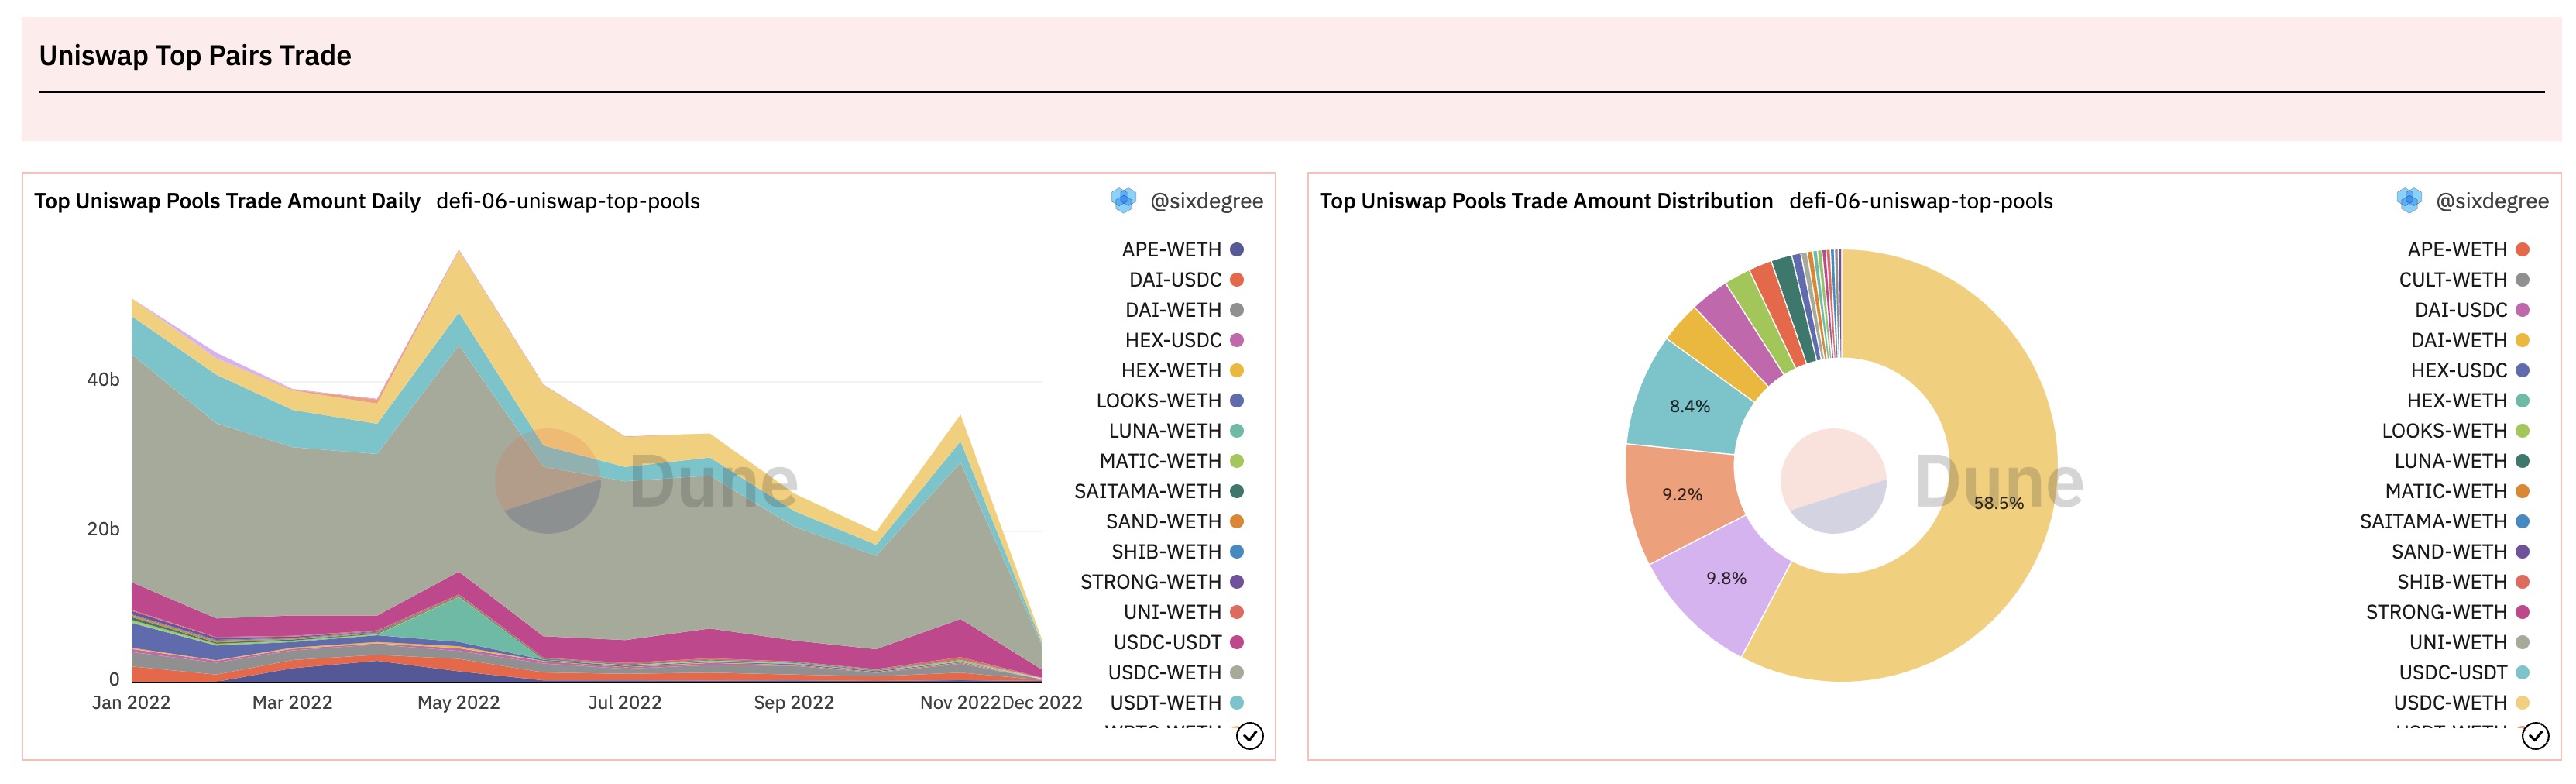 Uniswap Top Pairs Trade
Top Uniswap Pools Trade Amount Daily defi-06-uniswap-top-pools
@sixdegree
40b
20b
0
Jan 2022 Mar 2022 May 2022 Jul 2022 Sep 2022 Nov 2022 Dec 2022
Dune
APE-WETH
DAI-USDC
DAI-WETH
HEX-USDC
HEX-WETH
LOOKS-WETH
LUNA-WETH
MATIC-WETH
SAITAMA-WETH
SAND-WETH
SHIB-WETH
STRONG-WETH
UNI-WETH
USDC-USDT
USDC-WETH
USDT-WETH
Top Uniswap Pools Trade Amount Distribution defi-06-uniswap-top-pools
@sixdegree
8.4%
9.2%
9.8%
58.5%
Dune
APE-WETH
CULT-WETH
DAI-USDC
DAI-WETH
HEX-USDC
HEX-WETH
LOOKS-WETH
LUNA-WETH
MATIC-WETH
SAITAMA-WETH
SAND-WETH
SHIB-WETH
STRONG-WETH
UNI-WETH
USDC-USDT
USDC-WETH